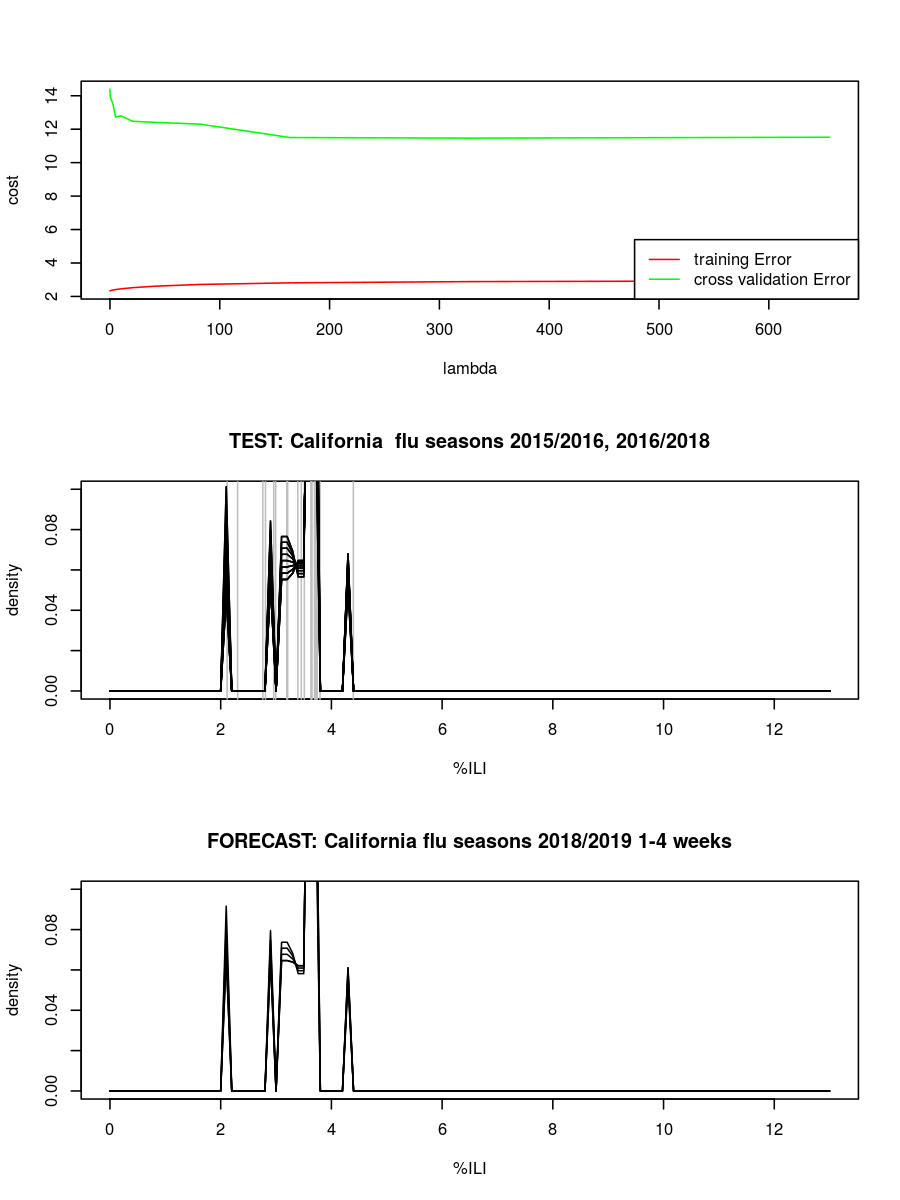 14
12
10
8
6
4
2
cost
training Error
cross validation Error
0 100 200 300 400 500 600
lambda
TEST: California  flu seasons 2015/2016, 2016/2018
0.08
0.04
0.00
density
0 2 4 6 8 10 12
%ILI
FORECAST: California flu seasons 2018/2019 1-4 weeks
0.08
0.04
0.00
density
0 2 4 6 8 10 12
%ILI